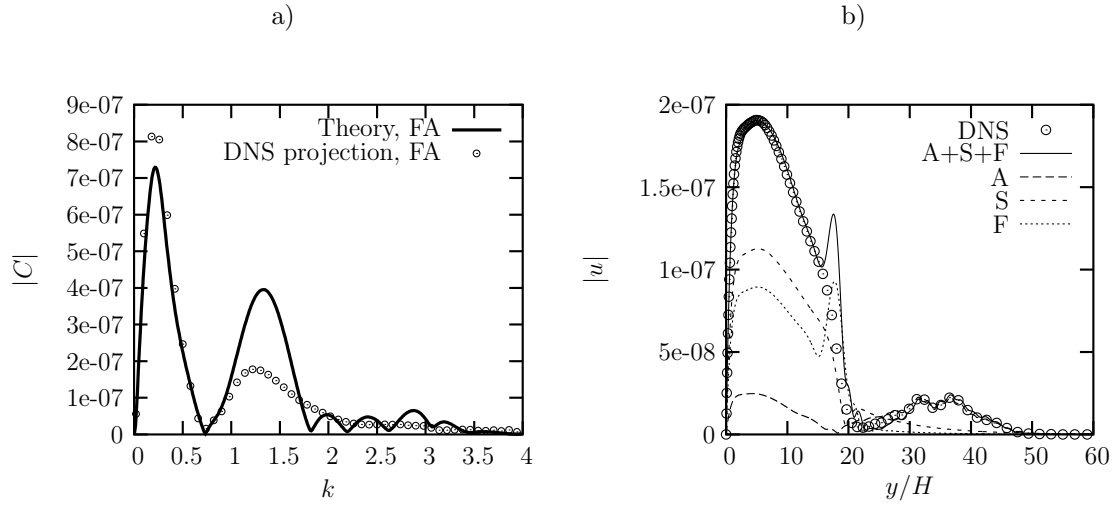 a)
9e-07
8e-07
7e-07
6e-07
5e-07
4e-07
3e-07
2e-07
1e-07
0
|C|
0 0.5 1 1.5 2 2.5 3 3.5 4
k
Theory, FA
DNS projection, FA
b)
2e-07
1.5e-07
1e-07
5e-08
0
|u|
0 10 20 30 40 50 60
y/H
DNS
A+S+F
A
S
F